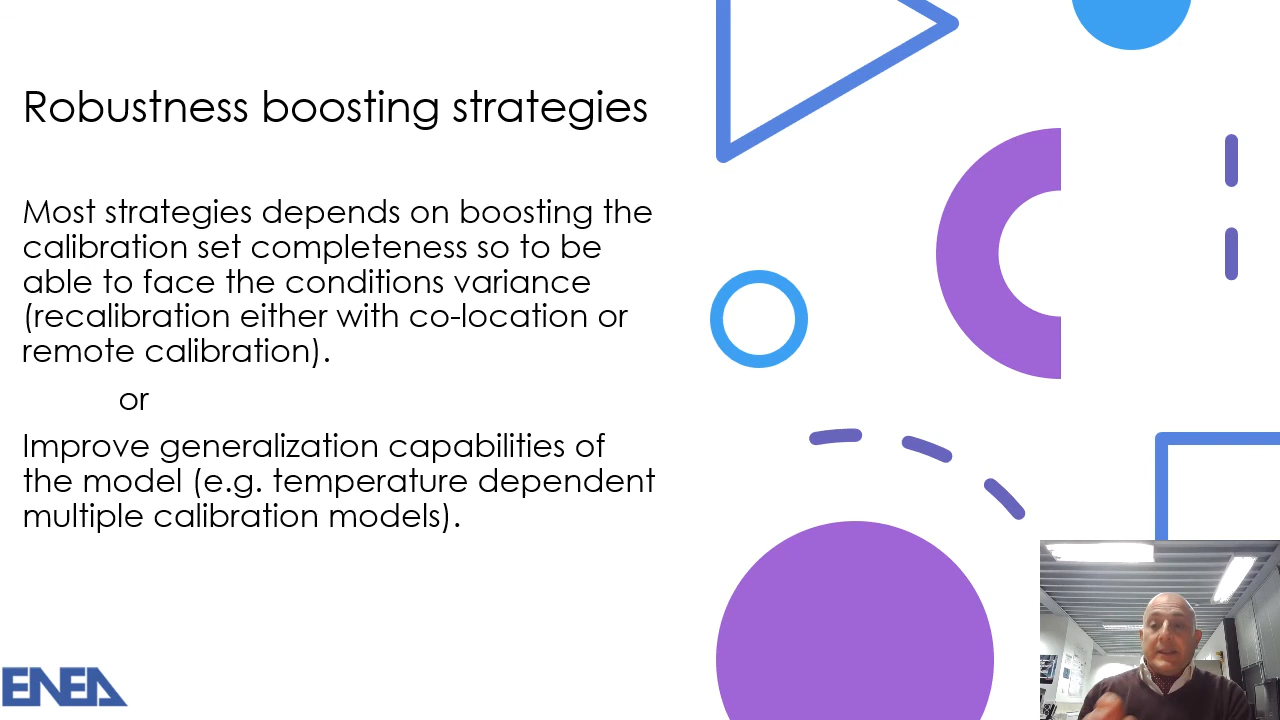 Robustness boosting strategies
Most strategies depends on boosting the
calibration set completeness so to be
able to face the conditions variance
(recalibration either with co-location or
remote calibration).
or
Improve generalization capabilities of
the model (e.g. temperature dependent
multiple calibration models).
ENEA